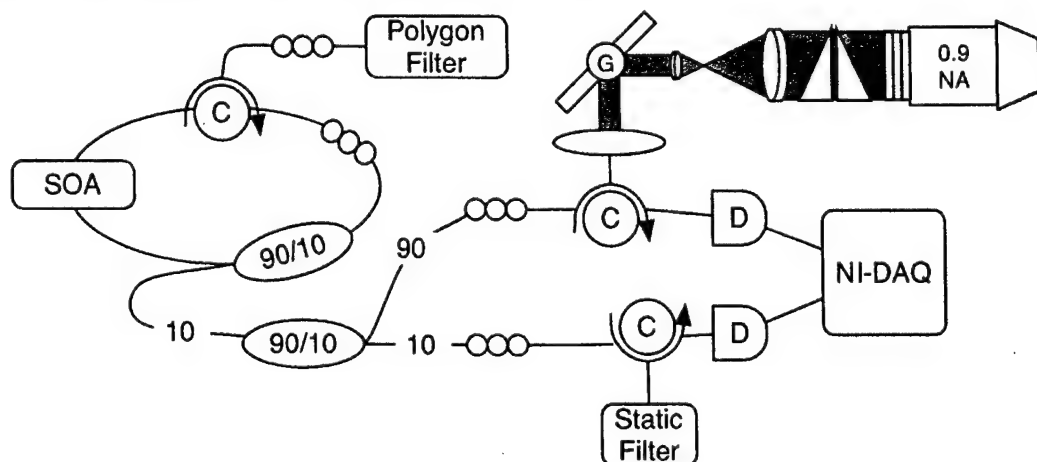 Polygon
Filter
G
0.9
NA
C
SOA
90/10
90
C
D
NI-DAQ
10
90/10
10
C
D
Static
Filter